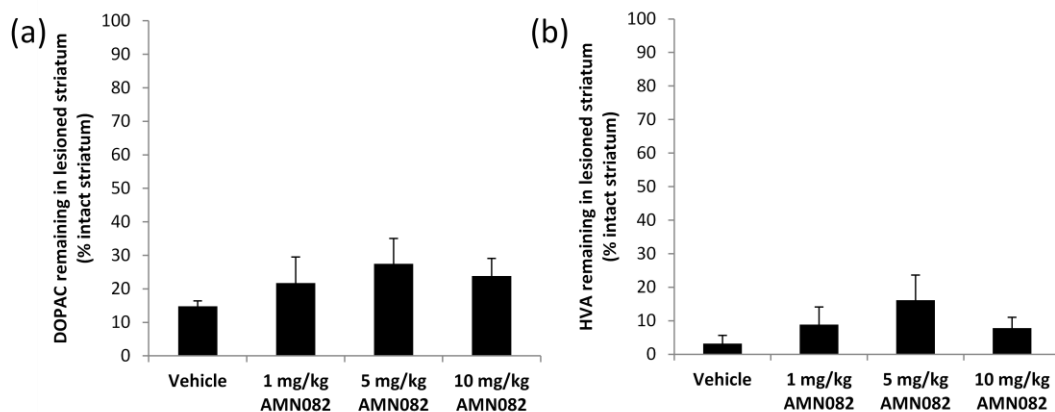 (a)
DOPAC remaining in lesioned striatum
(% intact striatum)
100
90
80
70
60
50
40
30
20
10
0
Vehicle
1 mg/kg
AMN082
5 mg/kg
AMN082
10 mg/kg
AMN082
(b)
HVA remaining in lesioned striatum
(% intact striatum)
100
90
80
70
60
50
40
30
20
10
0
Vehicle
1 mg/kg
AMN082
5 mg/kg
AMN082
10 mg/kg
AMN082